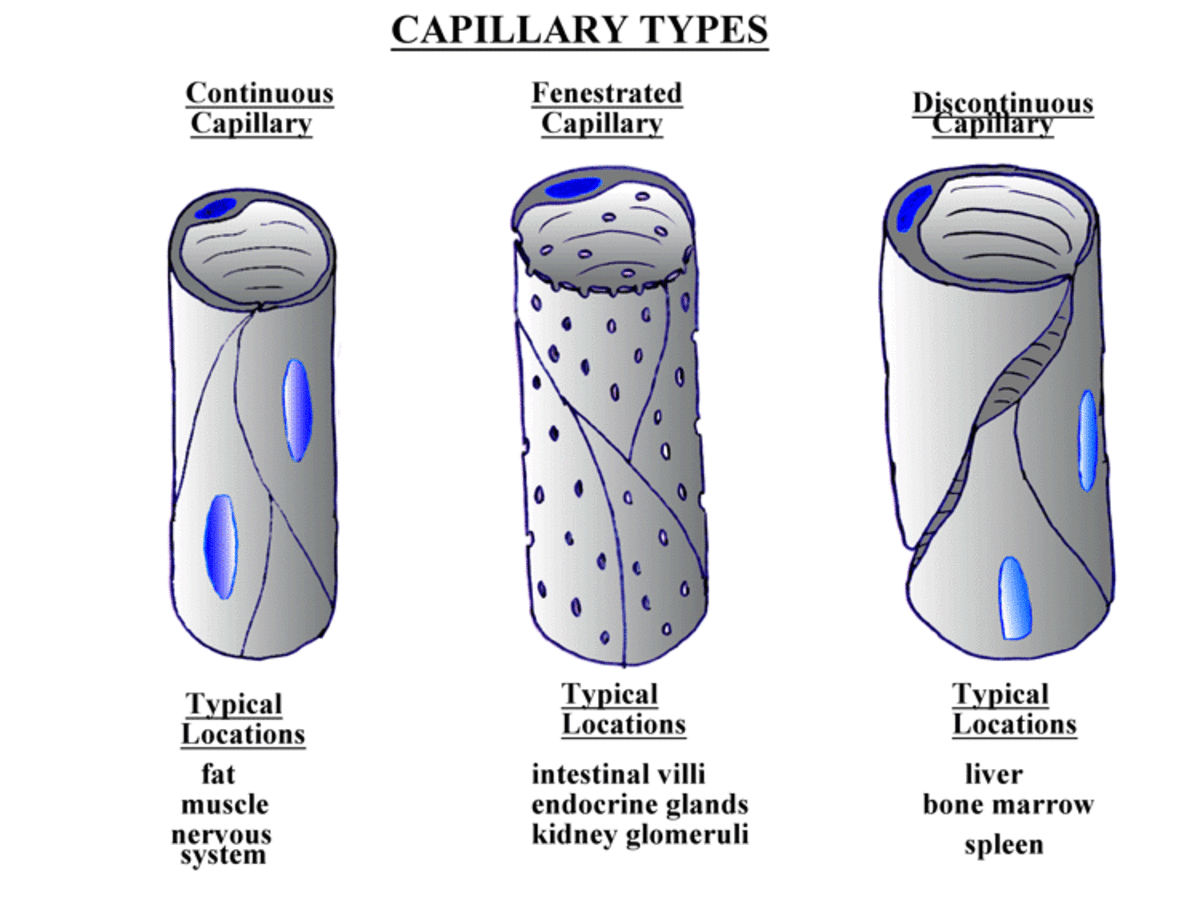 CAPILLARY TYPES
Continuous
Capillary
Fenestrated
Capillary
Discontinuous
Capillary
Typical
Locations
fat
muscle
nervous
system
Typical
Locations
intestinal villi
endocrine glands
kidney glomeruli
Typical
Locations
liver
bone marrow
spleen